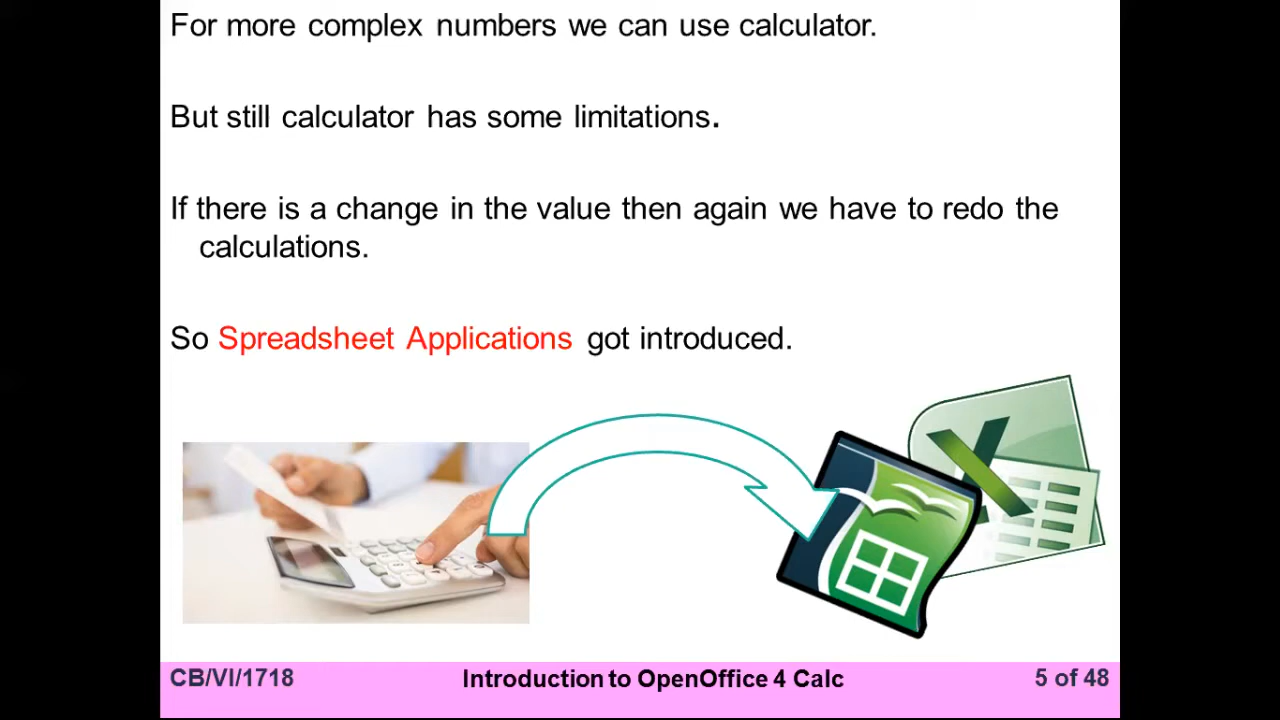 For more complex numbers we can use calculator.
But still calculator has some limitations.
If there is a change in the value then again we have to redo the
calculations.
So Spreadsheet Applications got introduced.
X
CB/VI/1718
Introduction to OpenOffice 4 Calc
5 of 48